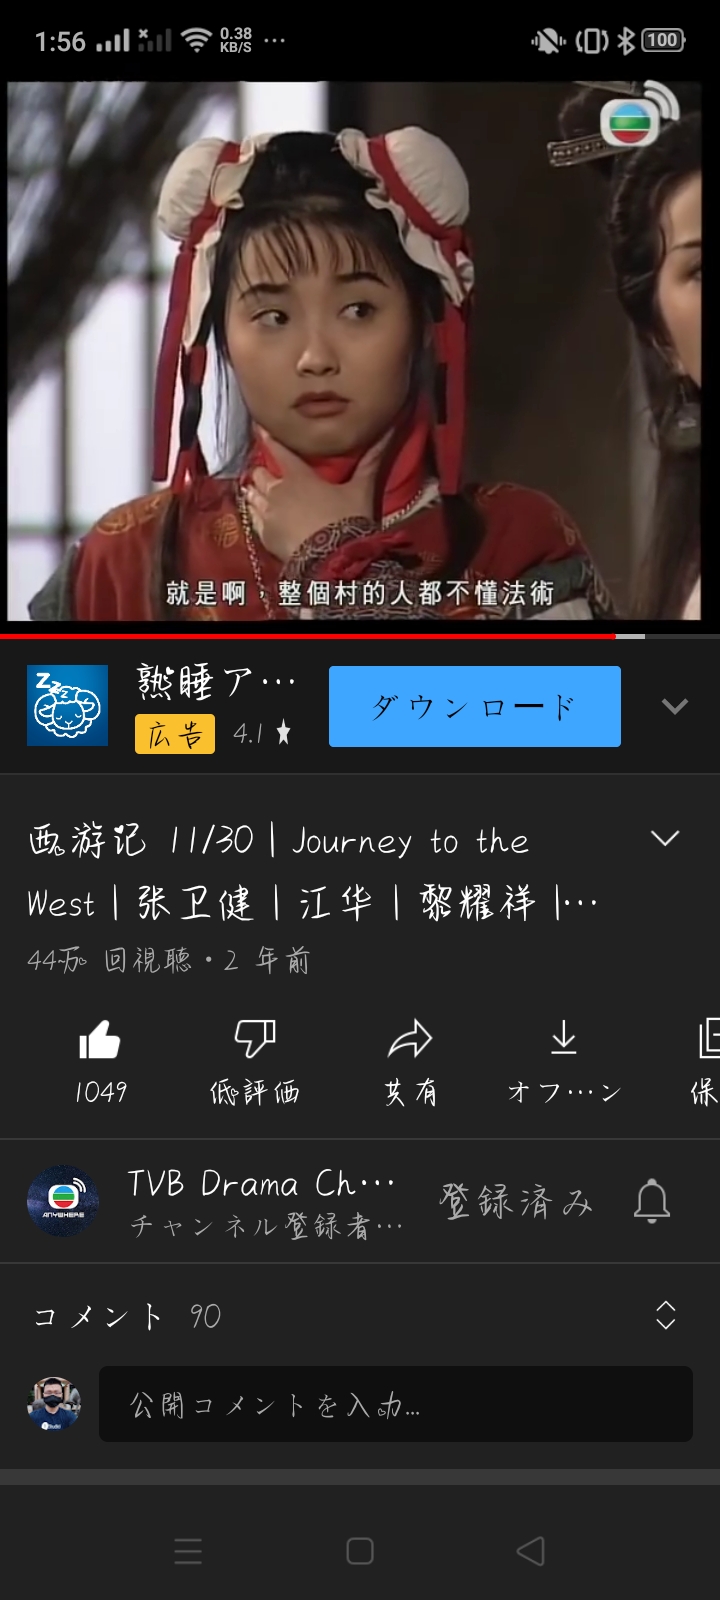 1:56
0.38
KB/S
100
就是啊，整個村的人都不懂法術
熟睡ア…
ダウンロード
広告 4.1
西游记 11/30 | Journey to the
West | 张卫健 | 江华 | 黎耀祥 |…
44万 回視聴・2 年前
1049
低評価
共有
オフ…ン
保
TVB Drama Ch…
チャンネル登録者…
登録済み
ANYWHERE
コメント 90
公開コメントを入力...